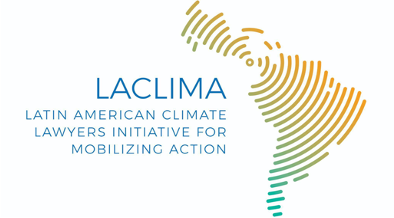 LACLIMA
LATIN AMERICAN CLIMATE
LAWYERS INITIATIVE FOR
MOBILIZING ACTION